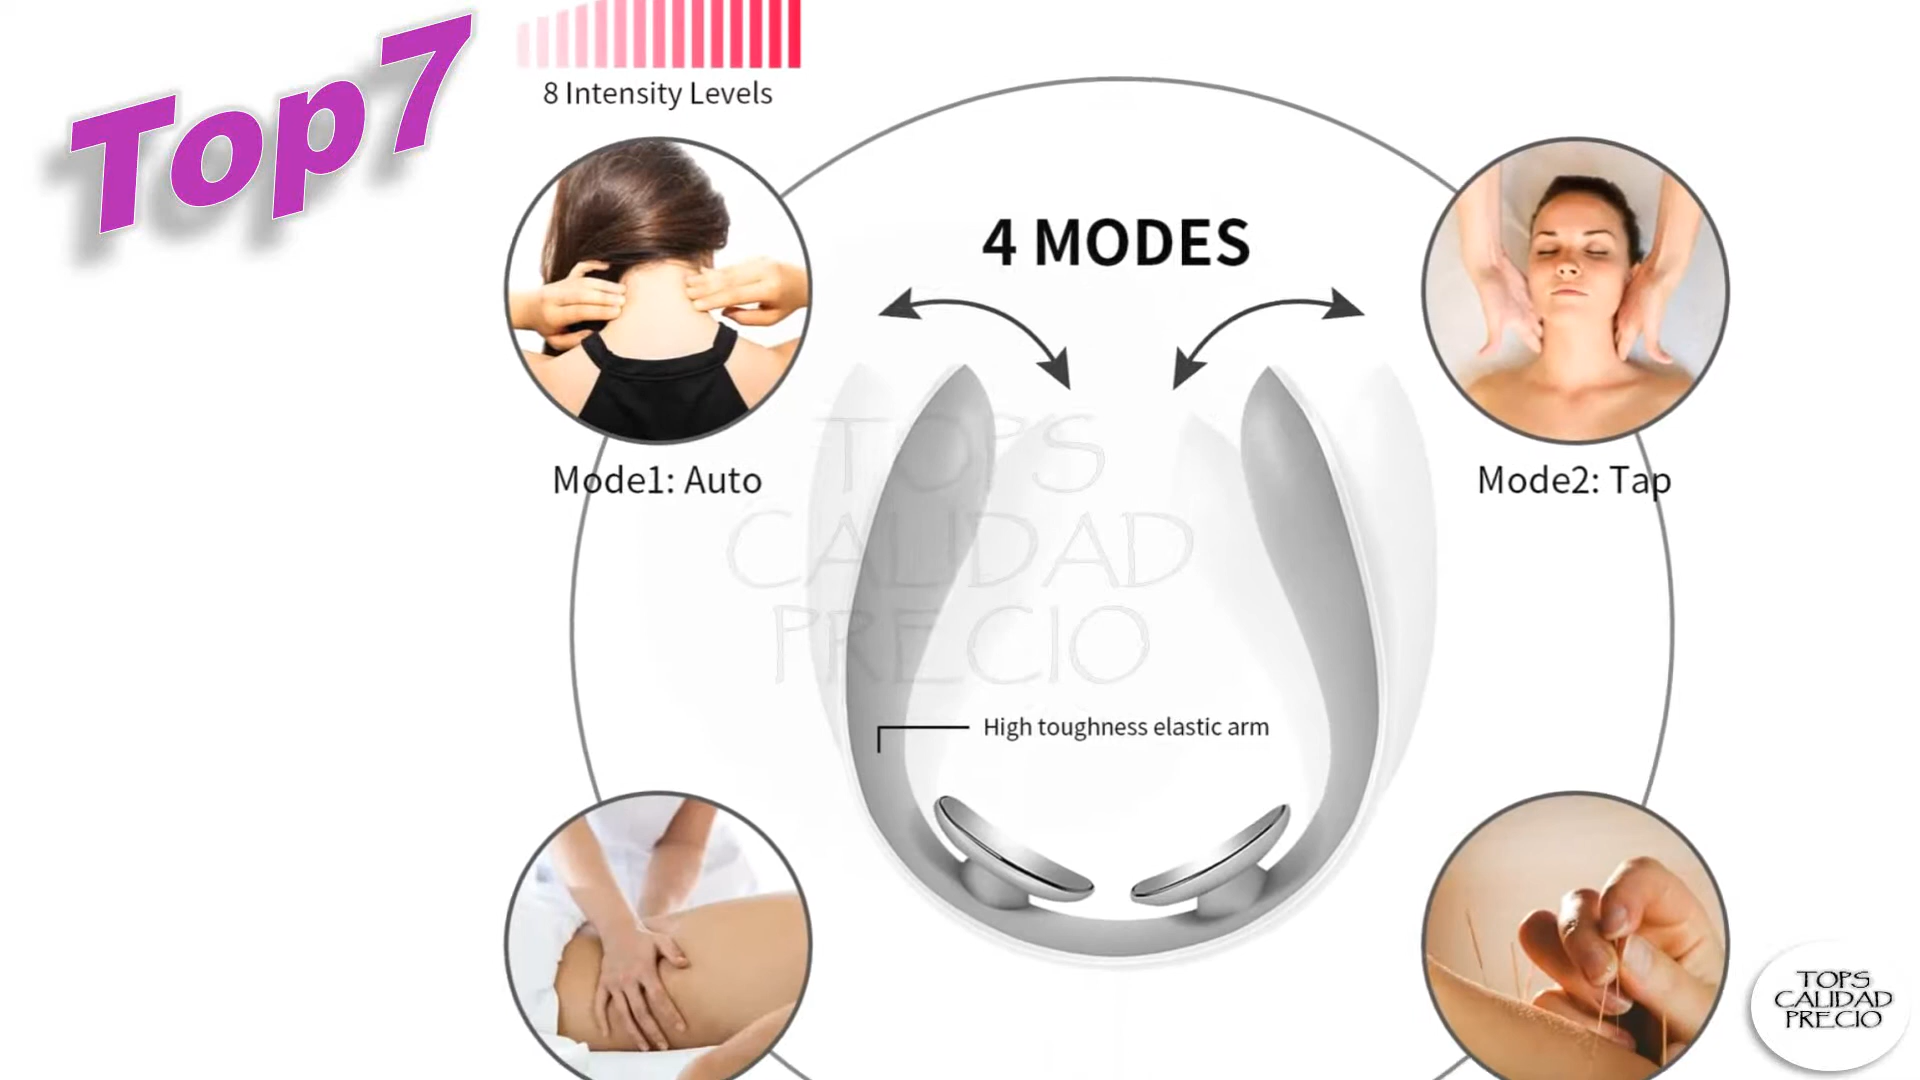 Top7
8 Intensity Levels
4 MODES
Mode1: Auto
Mode2: Tap
TOPS
CALIDAD
PRECIO
High toughness elastic arm
TOPS
CALIDAD
PRECIO